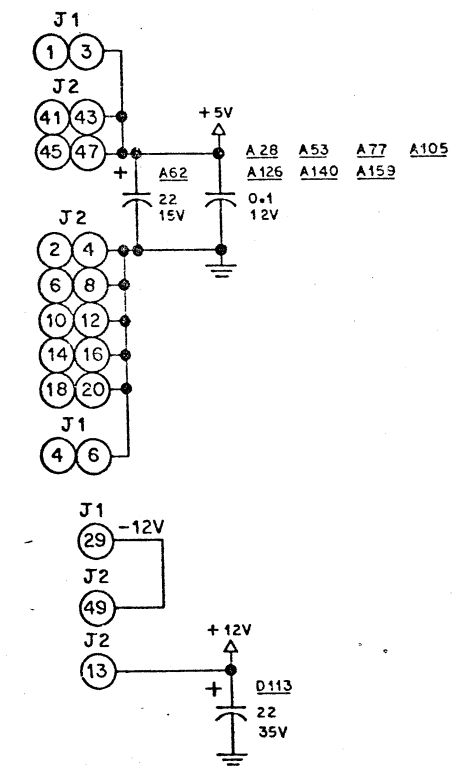 J1
1 3
J2
41 43
45 47
+5V
+
A62
22
15V
0.1
12V
A28 A53 A77 A105
A126 A140 A159
J2
2 4
6 8
10 12
14 16
18 20
J1
4 6
J1
29
-12V
J2
49
J2
13
+12V
+
D113
22
35V